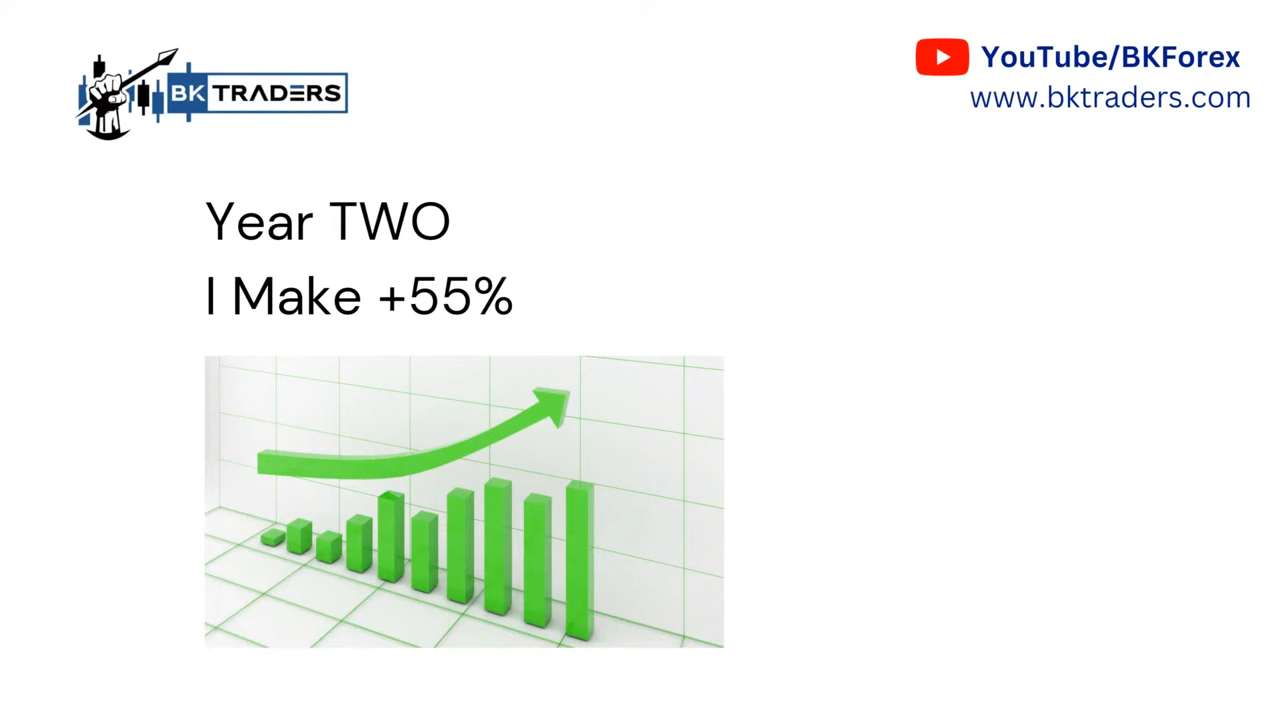 BK TRADERS
YouTube/BKForex
www.bktraders.com
Year TWO
I Make +55%